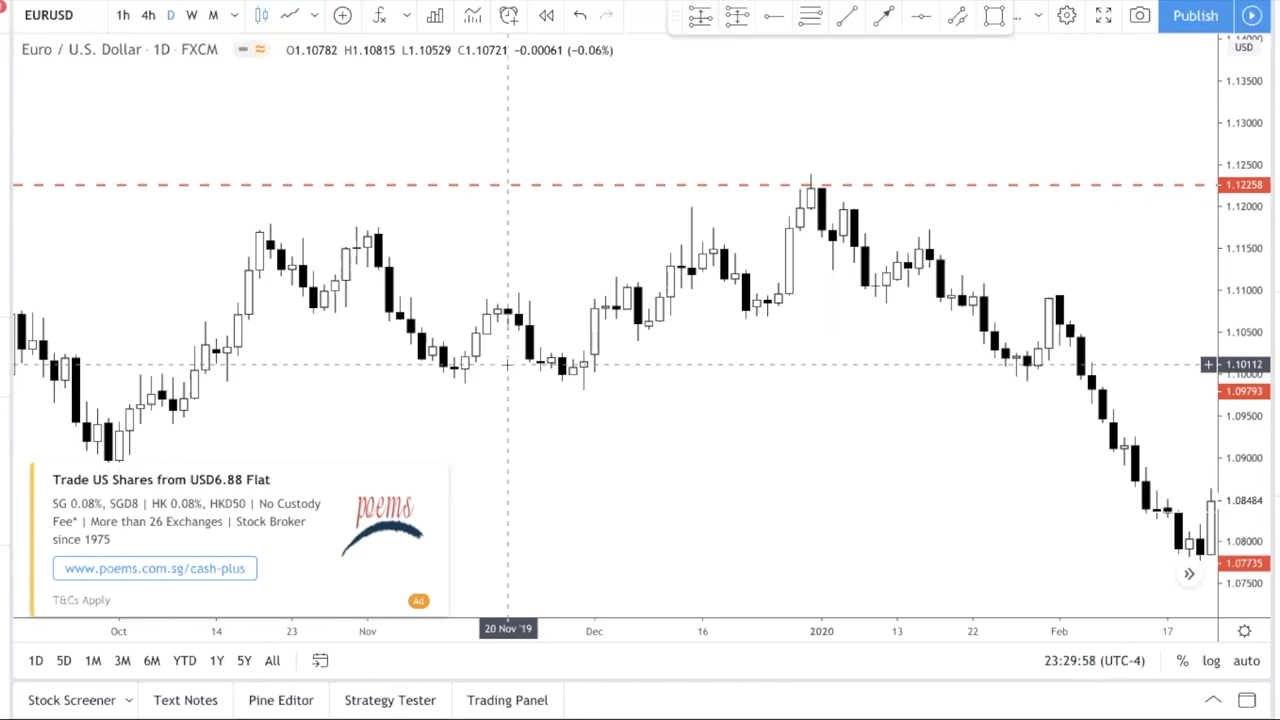 EURUSD 1h 4h D W M Publish
Euro / U.S. Dollar · 1D · FXCM O1.10782 H1.10815 L1.10529 C1.10721 −0.00061 (−0.06%)
USD
1.13500
1.13000
1.12500
1.12258
1.12000
1.11500
1.11000
1.10500
1.10112
1.10000
1.09793
1.09500
1.09000
1.08484
1.08000
1.07735
1.07500
Trade US Shares from USD6.88 Flat
SG 0.08%, SGD8 | HK 0.08%, HKD50 | No Custody
Fee* | More than 26 Exchanges | Stock Broker
since 1975
poems
www.poems.com.sg/cash-plus
T&Cs Apply
Ad
Oct 14 23 Nov 20 Nov '19 Dec 16 2020 13 22 Feb 17
1D 5D 1M 3M 6M YTD 1Y 5Y All 23:29:58 (UTC-4) % log auto
Stock Screener Text Notes Pine Editor Strategy Tester Trading Panel